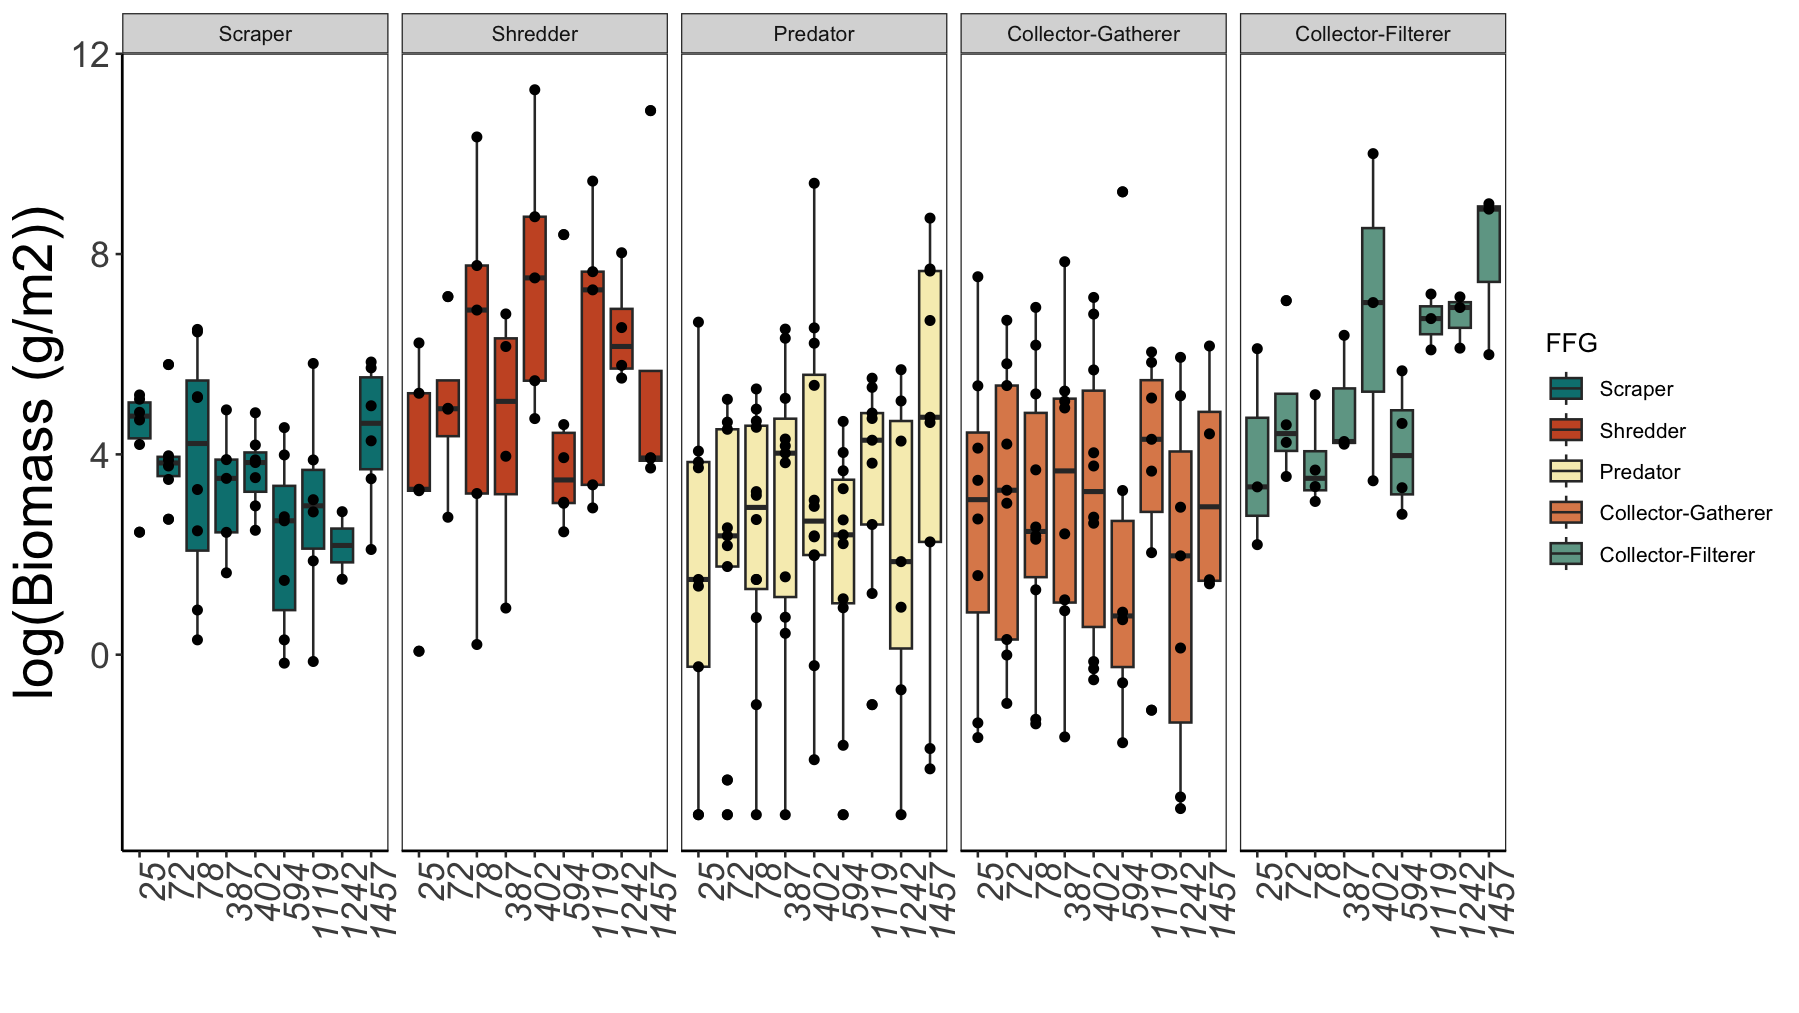 Scraper Shredder Predator Collector-Gatherer Collector-Filterer
12
8
4
0
log(Biomass (g/m2))
25 72 78 387 402 594 1119 1242 1457
25 72 78 387 402 594 1119 1242 1457
25 72 78 387 402 594 1119 1242 1457
25 72 78 387 402 594 1119 1242 1457
25 72 78 387 402 594 1119 1242 1457
FFG
Scraper
Shredder
Predator
Collector-Gatherer
Collector-Filterer